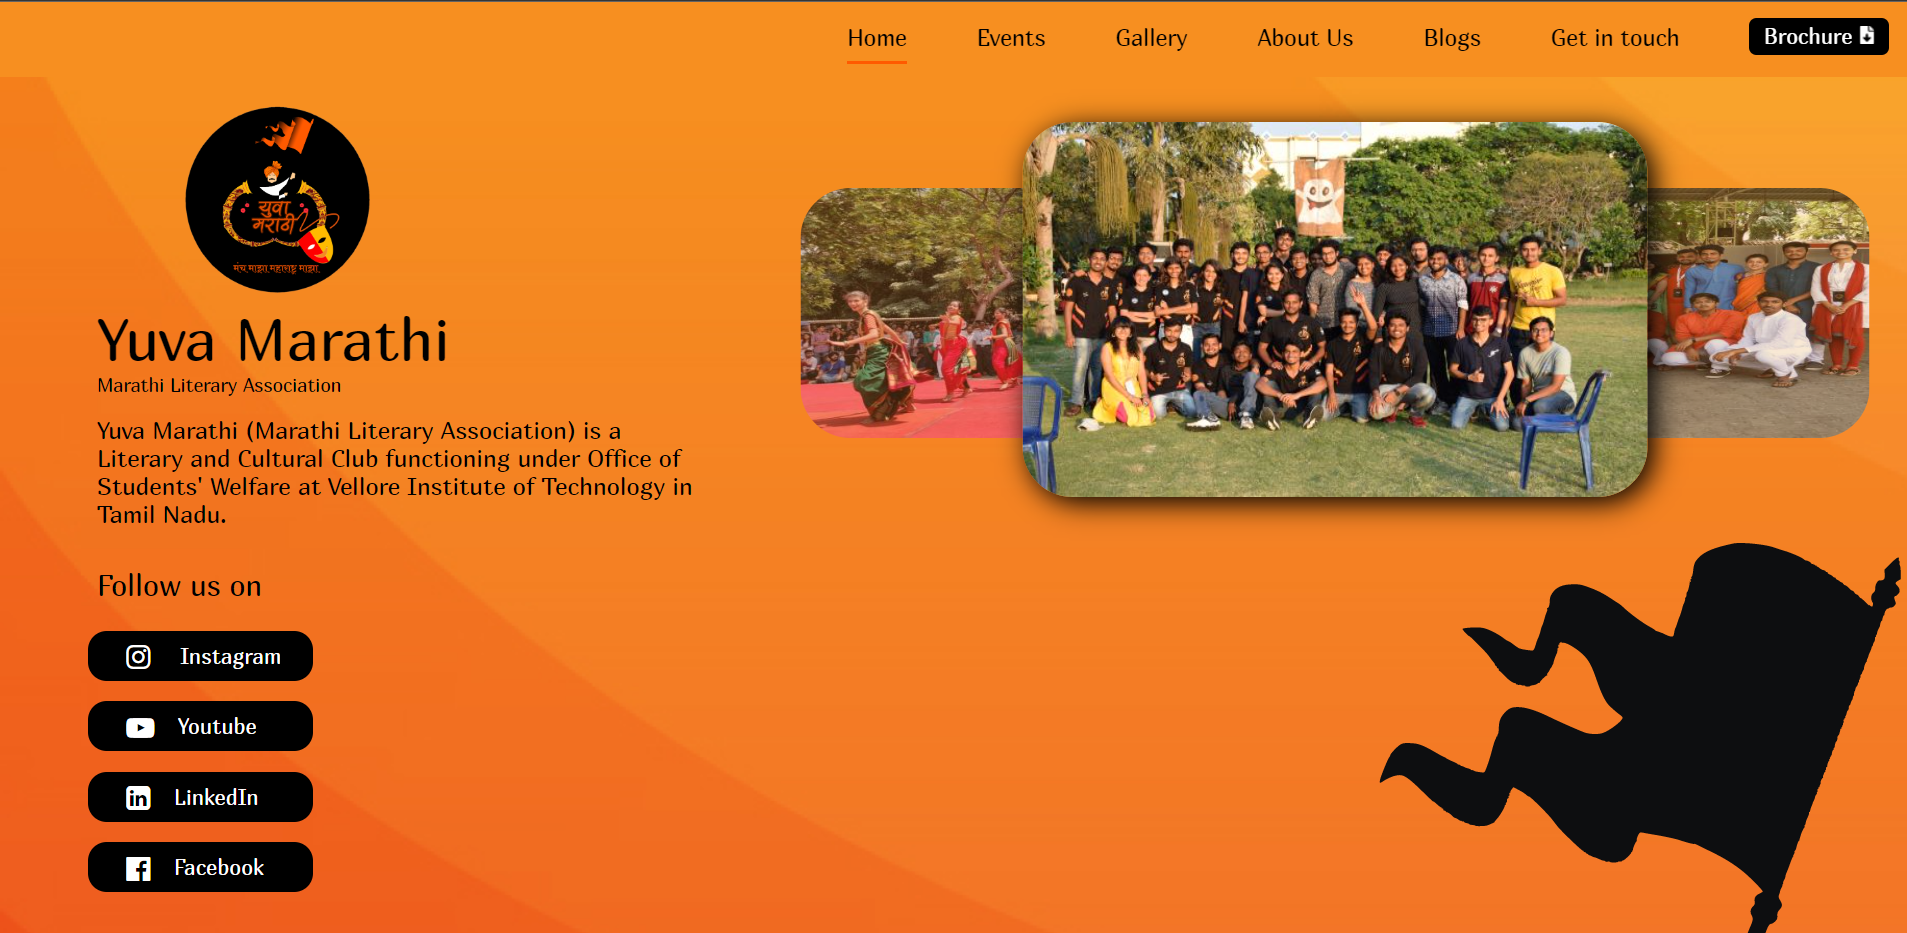 Home Events Gallery About Us Blogs Get in touch Brochure
युवा
मराठी
मंच माझा महाराष्ट्र माझा
Yuva Marathi
Marathi Literary Association
Yuva Marathi (Marathi Literary Association) is a
Literary and Cultural Club functioning under Office of
Students' Welfare at Vellore Institute of Technology in
Tamil Nadu.
Follow us on
Instagram
Youtube
LinkedIn
Facebook